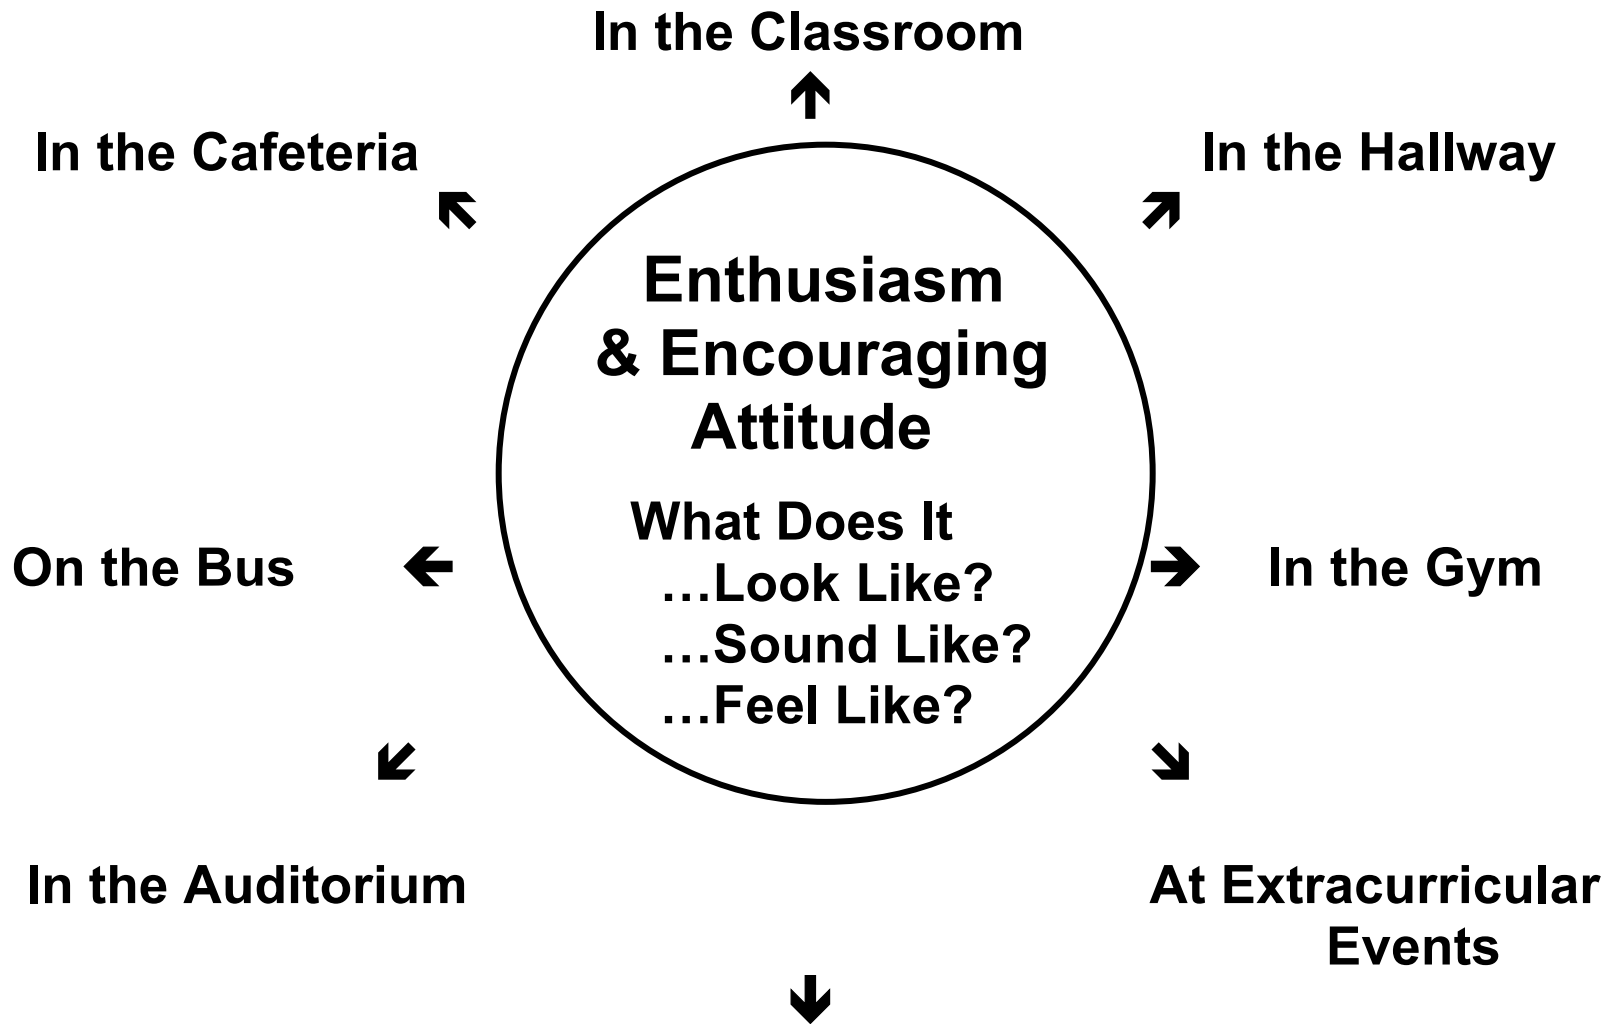 In the Classroom
In the Cafeteria
In the Hallway
Enthusiasm
& Encouraging
Attitude
What Does It
…Look Like?
…Sound Like?
…Feel Like?
On the Bus
In the Gym
In the Auditorium
At Extracurricular
Events